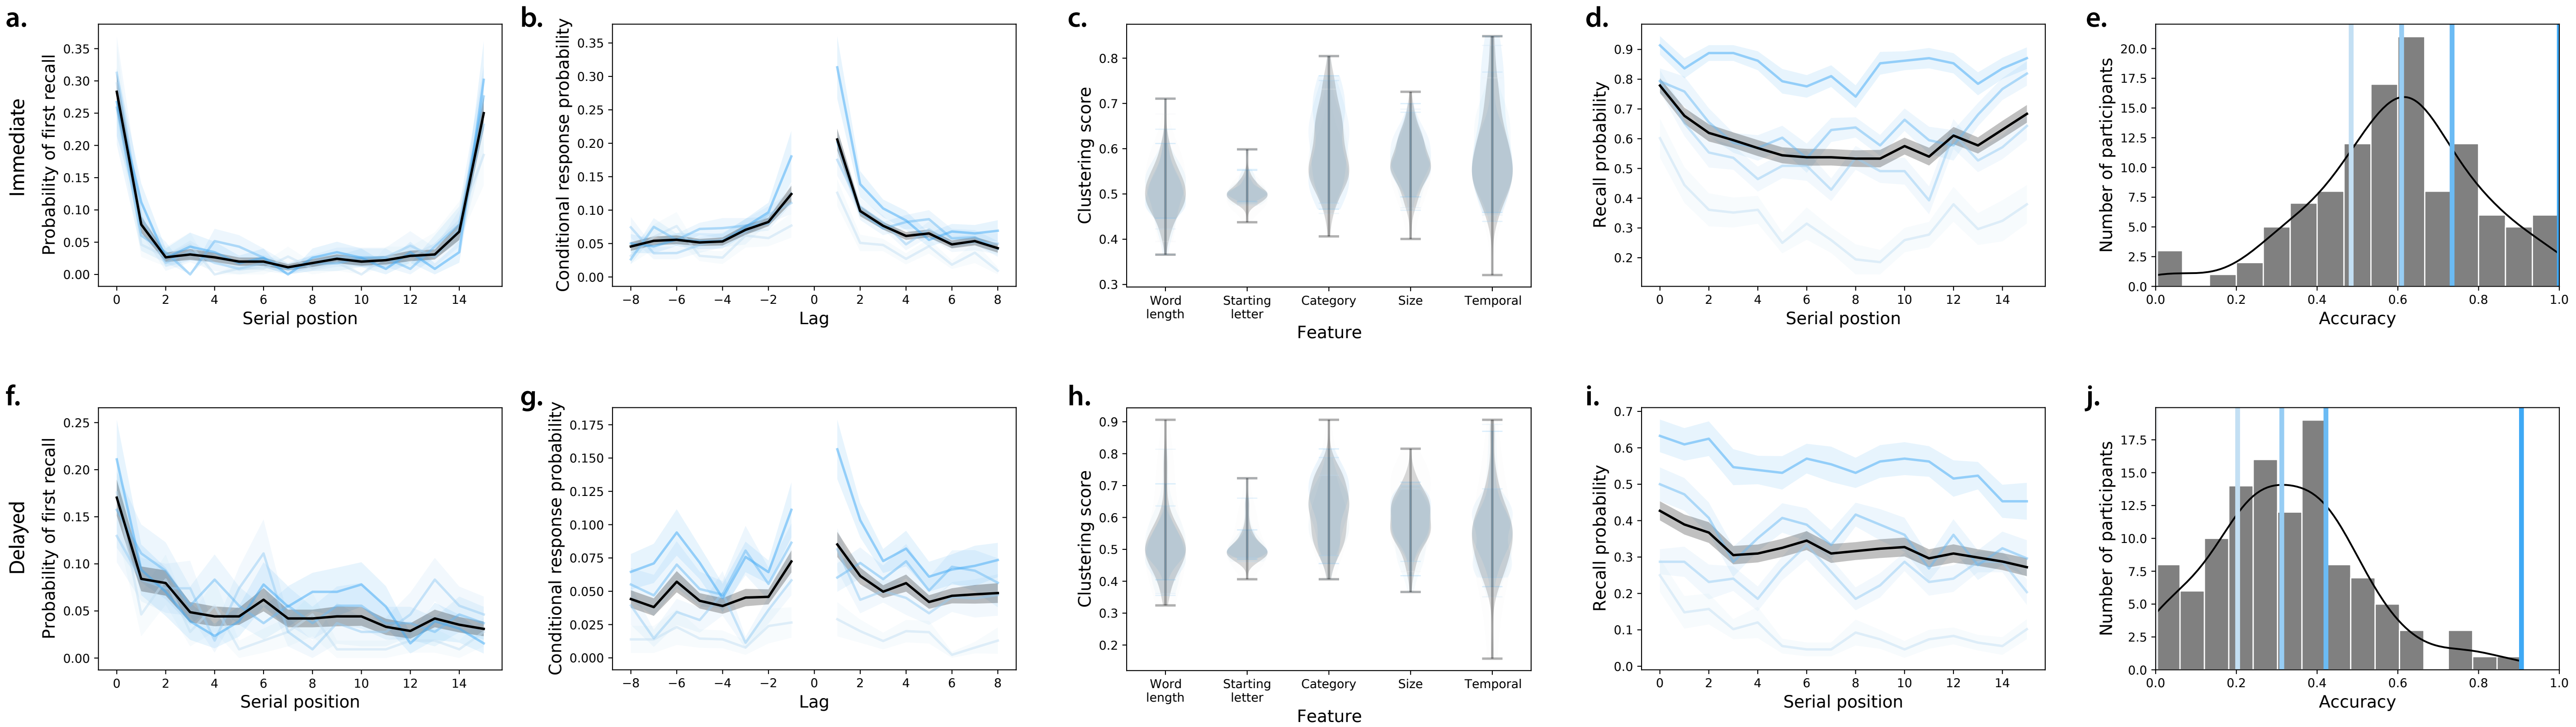 a.
Immediate
Probability of first recall
0.35
0.30
0.25
0.20
0.15
0.10
0.05
0.00
0 2 4 6 8 10 12 14
Serial postion
b.
Conditional response probability
0.35
0.30
0.25
0.20
0.15
0.10
0.05
0.00
−8 −6 −4 −2 0 2 4 6 8
Lag
c.
Clustering score
0.8
0.7
0.6
0.5
0.4
0.3
Word length
Starting letter
Category
Size
Temporal
Feature
d.
Recall probability
0.9
0.8
0.7
0.6
0.5
0.4
0.3
0.2
0 2 4 6 8 10 12 14
Serial postion
e.
Number of participants
20.0
17.5
15.0
12.5
10.0
7.5
5.0
2.5
0.0
0.0 0.2 0.4 0.6 0.8 1.0
Accuracy
f.
Delayed
Probability of first recall
0.25
0.20
0.15
0.10
0.05
0.00
0 2 4 6 8 10 12 14
Serial position
g.
Conditional response probability
0.175
0.150
0.125
0.100
0.075
0.050
0.025
0.000
−8 −6 −4 −2 0 2 4 6 8
Lag
h.
Clustering score
0.9
0.8
0.7
0.6
0.5
0.4
0.3
0.2
Word length
Starting letter
Category
Size
Temporal
Feature
i.
Recall probability
0.7
0.6
0.5
0.4
0.3
0.2
0.1
0.0
0 2 4 6 8 10 12 14
Serial position
j.
Number of participants
17.5
15.0
12.5
10.0
7.5
5.0
2.5
0.0
0.0 0.2 0.4 0.6 0.8 1.0
Accuracy